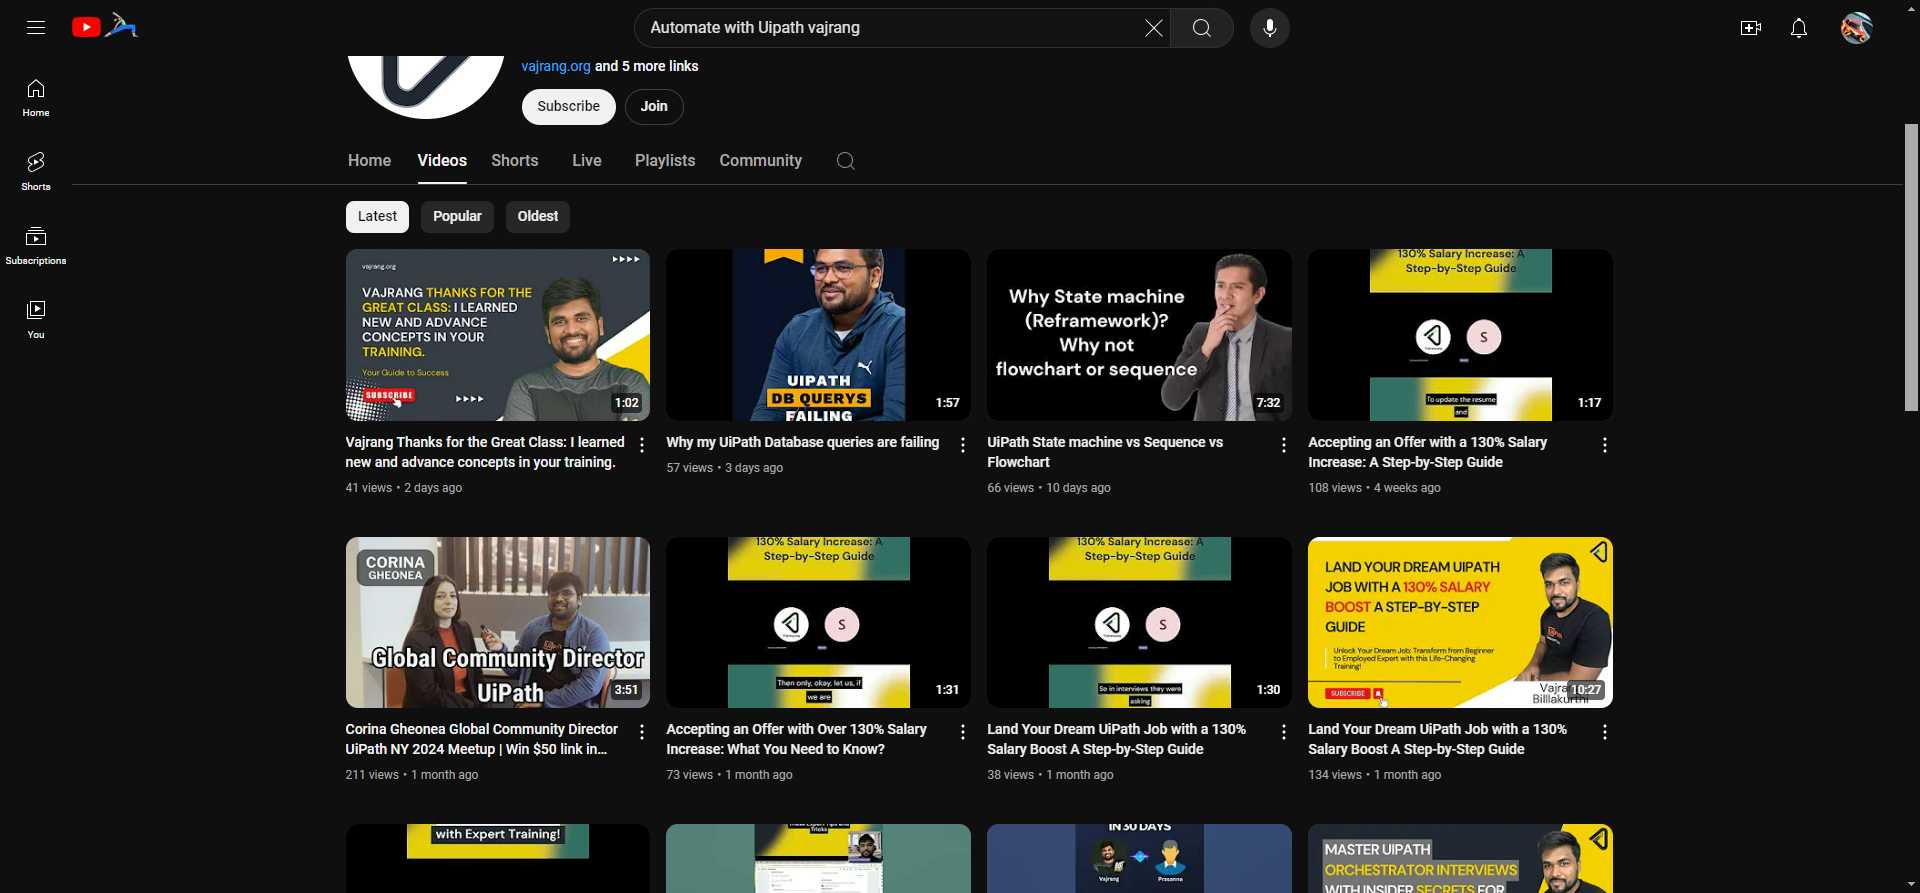 Automate with Uipath vajrang
vajrang.org and 5 more links
Subscribe
Join
Home
Shorts
Subscriptions
You
Home
Videos
Shorts
Live
Playlists
Community
Latest
Popular
Oldest
vajrang.org
VAJRANG THANKS FOR THE
GREAT CLASS: I LEARNED
NEW AND ADVANCE
CONCEPTS IN YOUR
TRAINING.
Your Guide to Success
SUBSCRIBE
1:02
Vajrang Thanks for the Great Class: I learned
new and advance concepts in your training.
41 views • 2 days ago
UIPATH
DB QUERYS
FAILING
1:57
Why my UiPath Database queries are failing
57 views • 3 days ago
Why State machine
(Reframework)?
Why not
flowchart or sequence
7:32
UiPath State machine vs Sequence vs
Flowchart
66 views • 10 days ago
130% Salary Increase: A
Step-by-Step Guide
S
To update the resume
and
1:17
Accepting an Offer with a 130% Salary
Increase: A Step-by-Step Guide
108 views • 4 weeks ago
CORINA
GHEONEA
Global Community Director
UiPath
3:51
Corina Gheonea Global Community Director
UiPath NY 2024 Meetup | Win $50 link in...
211 views • 1 month ago
130% Salary Increase: A
Step-by-Step Guide
S
Then only, okay, let us, if
we are
1:31
Accepting an Offer with Over 130% Salary
Increase: What You Need to Know?
73 views • 1 month ago
130% Salary Increase: A
Step-by-Step Guide
S
So in interviews they were
asking
1:30
Land Your Dream UiPath Job with a 130%
Salary Boost A Step-by-Step Guide
38 views • 1 month ago
LAND YOUR DREAM UIPATH
JOB WITH A 130% SALARY
BOOST A STEP-BY-STEP
GUIDE
Unlock Your Dream Job: Transform from Beginner
to Employed Expert with this Life-Changing
Training!
SUBSCRIBE
Billlakurthi
10:27
Land Your Dream UiPath Job with a 130%
Salary Boost A Step-by-Step Guide
134 views • 1 month ago
with Expert Training!
Tricks
IN 30 DAYS
Vajrang
Prasanna
MASTER UIPATH
ORCHESTRATOR INTERVIEWS
WITH INSIDER SECRETS FOR